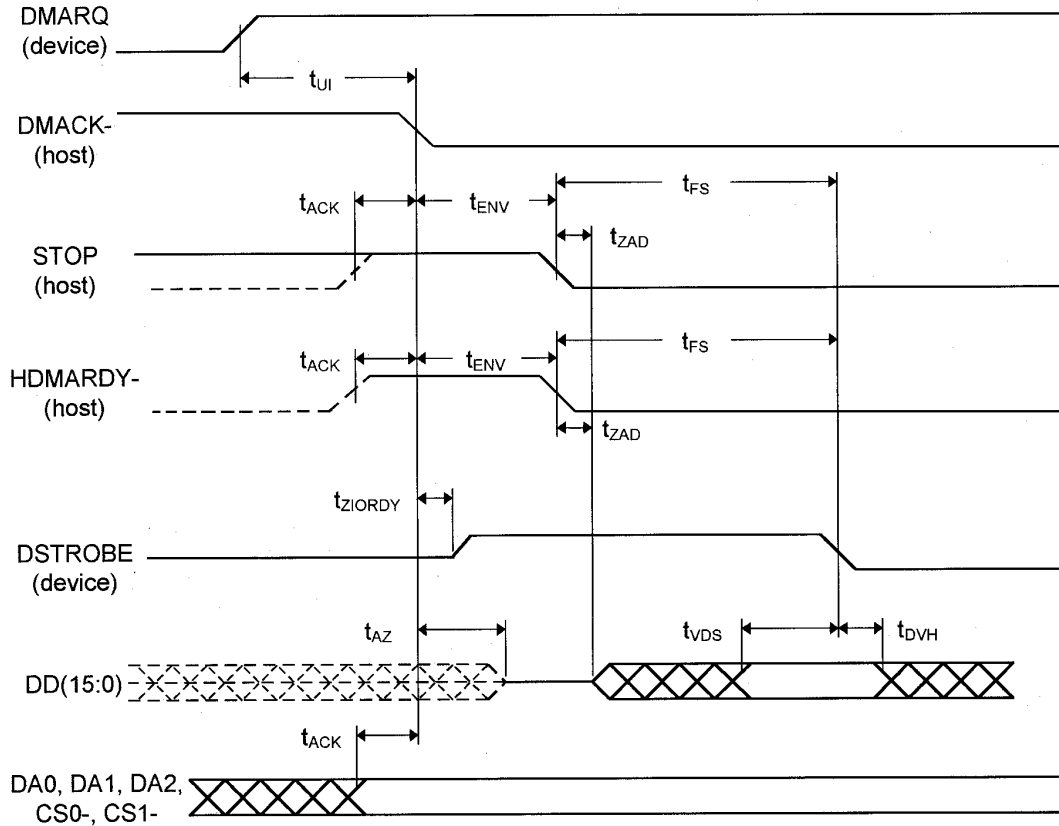 DMARQ
(device)
tUI
DMACK-
(host)
tACK
tENV
tFS
tZAD
STOP
(host)
tACK
tENV
tFS
HDMARDY-
(host)
tZAD
tZIORDY
DSTROBE
(device)
tAZ
tVDS
tDVH
DD(15:0)
tACK
DA0, DA1, DA2,
CS0-, CS1-